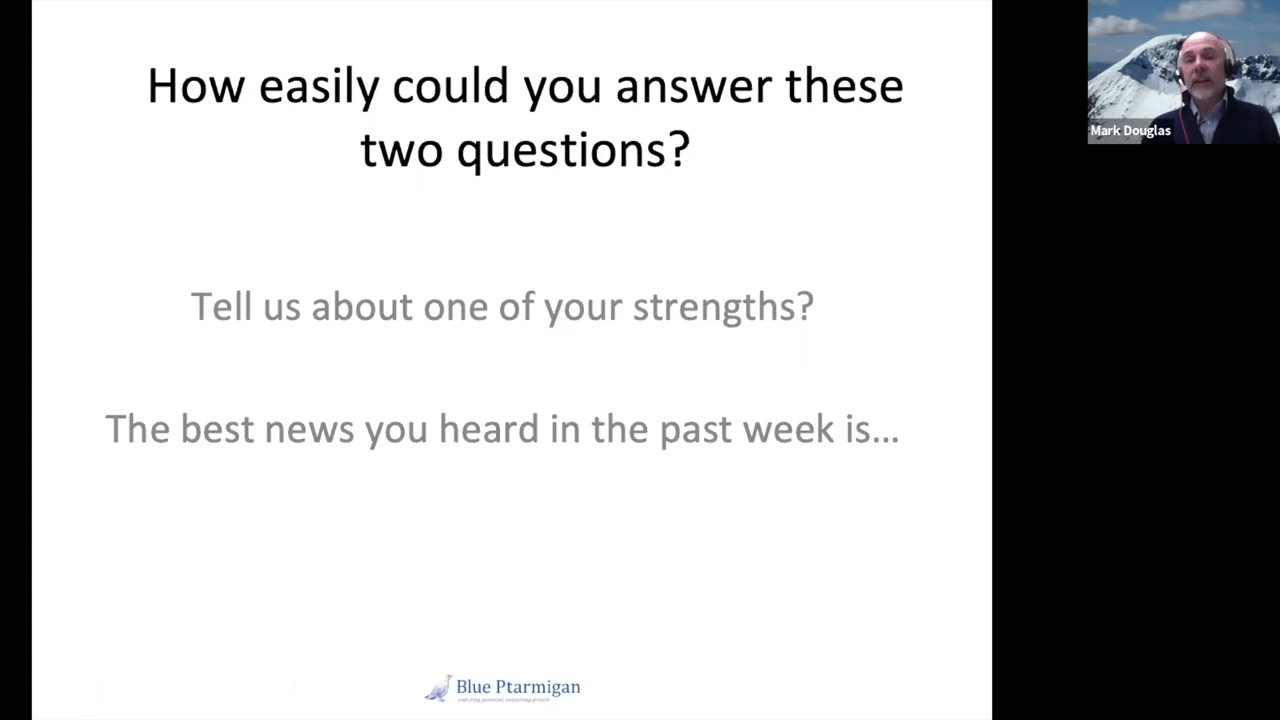 How easily could you answer these
two questions?
Tell us about one of your strengths?
The best news you heard in the past week is...
Blue Ptarmigan
Mark Douglas